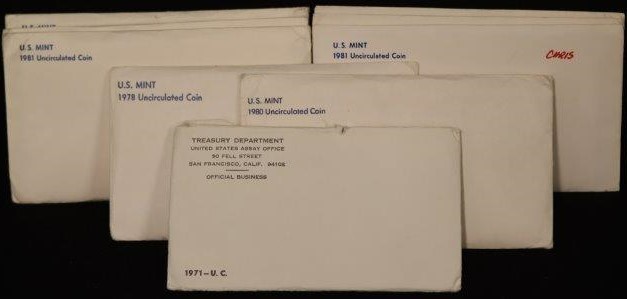 U.S. MINT
U.S. MINT
1981 Uncirculated Coin
U.S. MINT
1981 Uncirculated Coin
CHRIS
U.S. MINT
1978 Uncirculated Coin
U.S. MINT
1980 Uncirculated Coin
TREASURY DEPARTMENT
UNITED STATES ASSAY OFFICE
50 FELL STREET
SAN FRANCISCO, CALIF. 94102
OFFICIAL BUSINESS
1971-U.C.